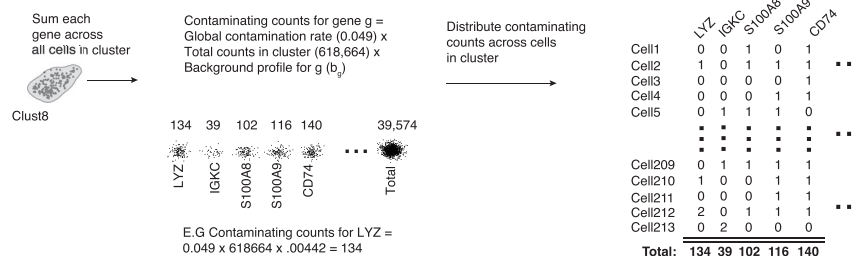 Sum each
gene across
all cells in cluster
Clust8
Contaminating counts for gene g =
Global contamination rate (0.049) x
Total counts in cluster (618,664) x
Background profile for g (bg)
134 39 102 116 140 39,574
LYZ IGKC S100A8 S100A9 CD74 Total
E.G Contaminating counts for LYZ =
0.049 x 618664 x .00442 = 134
Distribute contaminating
counts across cells
in cluster
LYZ IGKC S100A8 S100A9 CD74
Cell1 0 0 1 0 1
Cell2 1 0 1 1 1
Cell3 0 0 0 0 1
Cell4 0 0 0 1 1
Cell5 0 1 1 1 0
Cell209 0 1 1 1 1
Cell210 1 0 0 1 1
Cell211 0 0 0 1 1
Cell212 2 0 1 1 1
Cell213 0 2 0 0 0
Total: 134 39 102 116 140